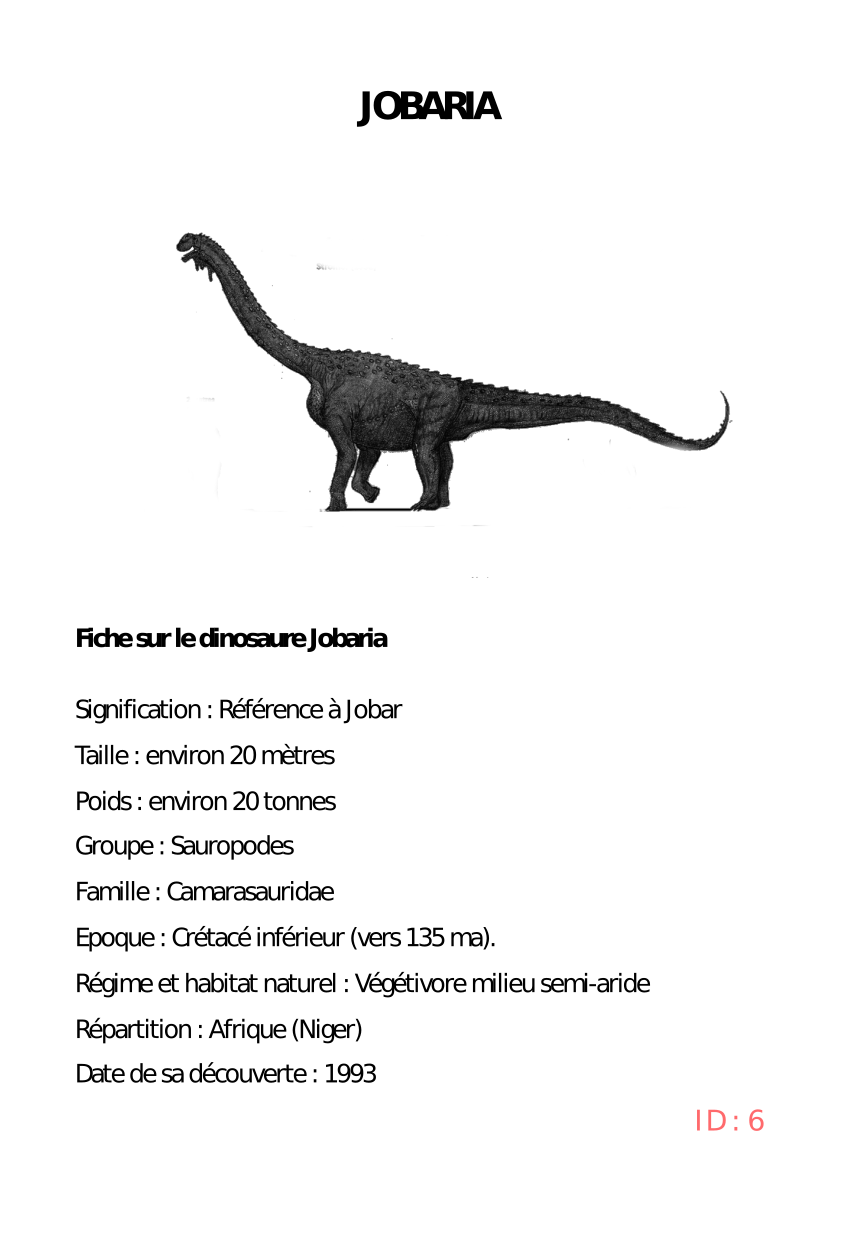 JOBARIA
Fiche sur le dinosaure Jobaria
Signification : Référence à Jobar
Taille : environ 20 mètres
Poids : environ 20 tonnes
Groupe : Sauropodes
Famille : Camarasauridae
Epoque : Crétacé inférieur (vers 135 ma).
Régime et habitat naturel : Végétivore milieu semi-aride
Répartition : Afrique (Niger)
Date de sa découverte : 1993
ID : 6